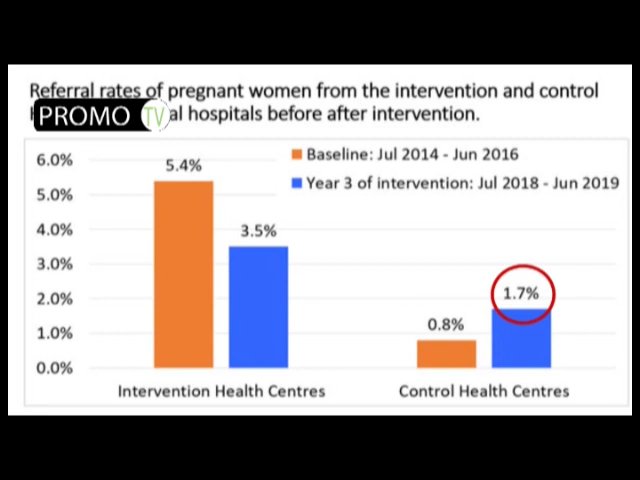 Referral rates of pregnant women from the intervention and control
PROMO TV al hospitals before after intervention.
6.0%
5.4%
Baseline: Jul 2014 - Jun 2016
5.0%
Year 3 of intervention: Jul 2018 - Jun 2019
4.0%
3.5%
3.0%
2.0%
1.7%
1.0%
0.8%
0.0%
Intervention Health Centres
Control Health Centres